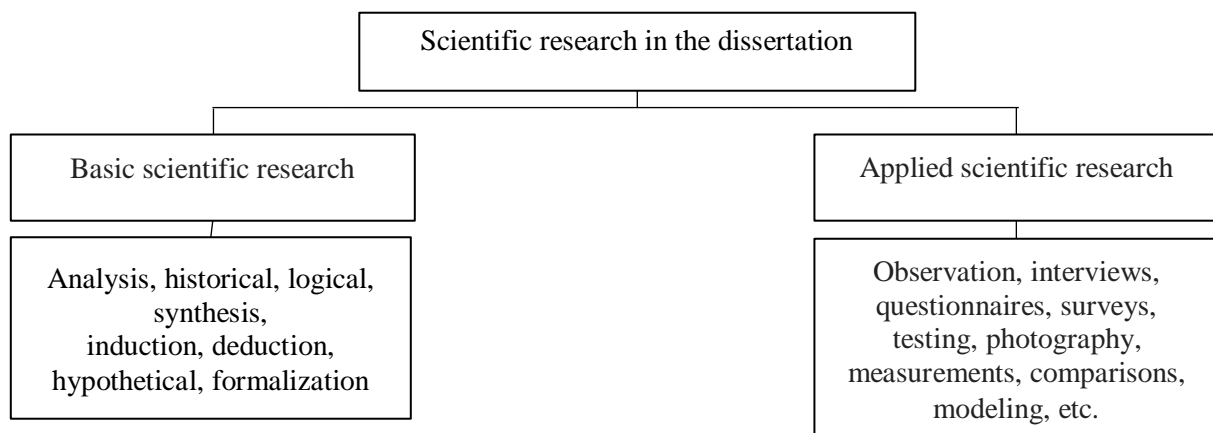 Scientific research in the dissertation
Basic scientific research
Applied scientific research
Analysis, historical, logical,
synthesis,
induction, deduction,
hypothetical, formalization
Observation, interviews,
questionnaires, surveys,
testing, photography,
measurements, comparisons,
modeling, etc.